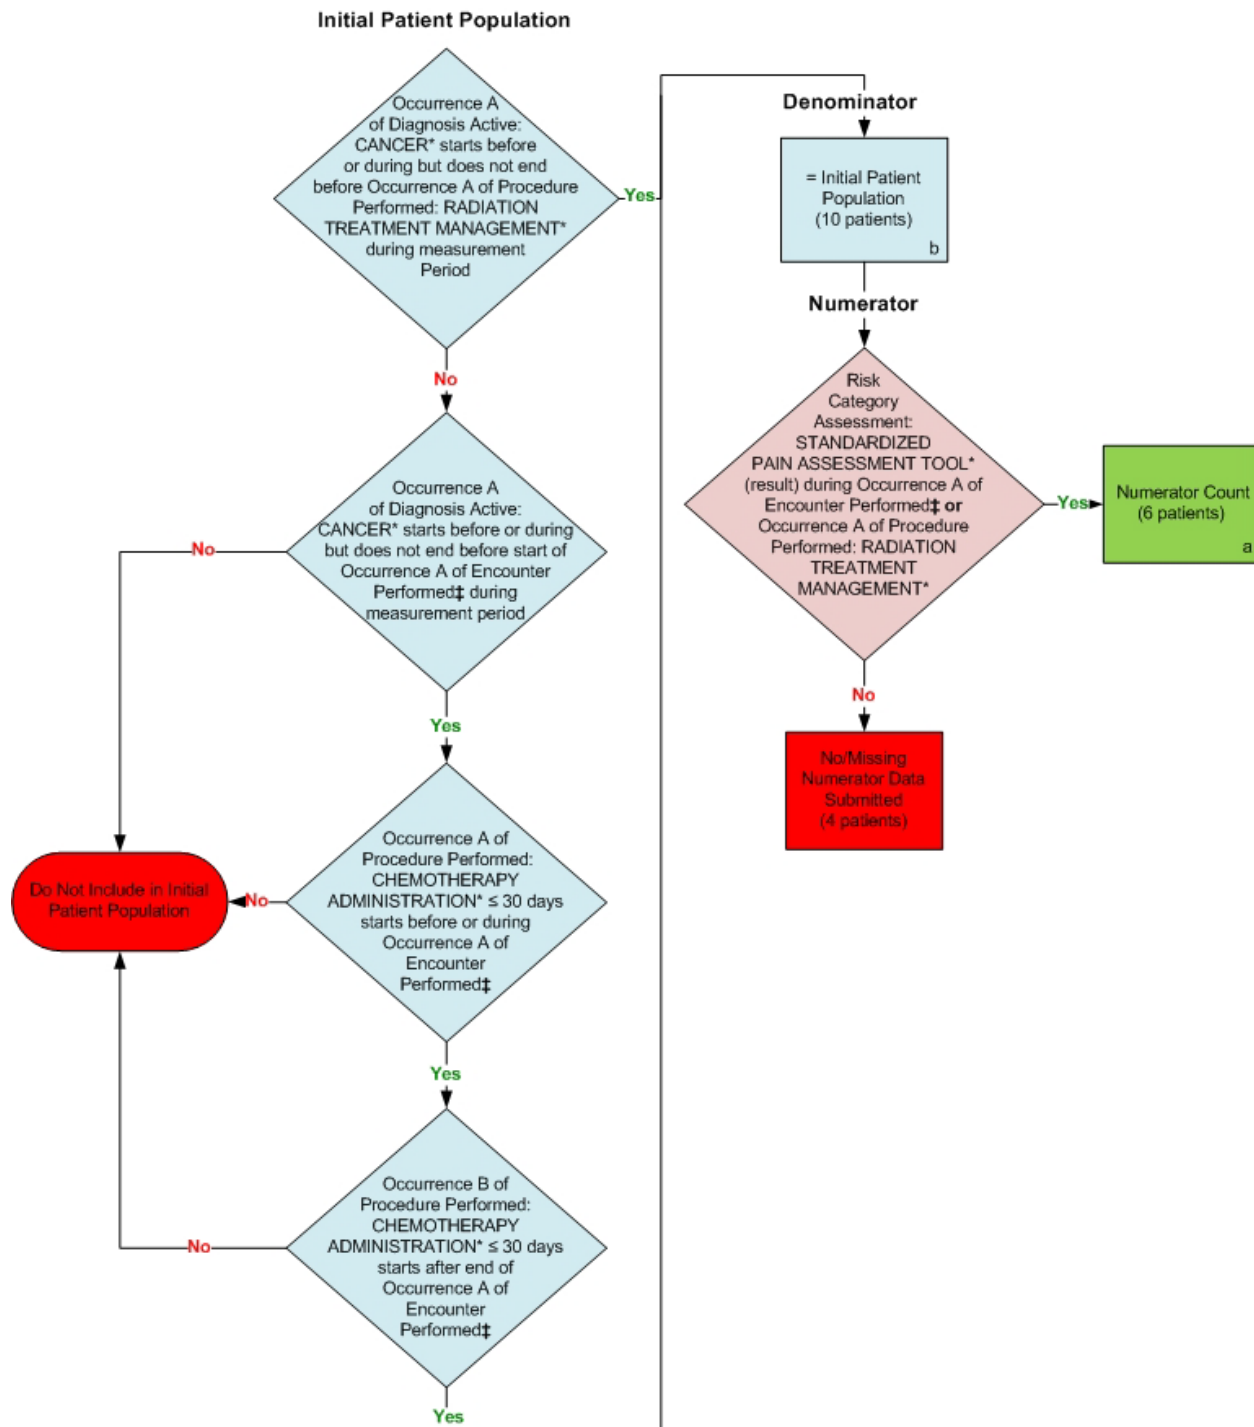 Initial Patient Population
Occurrence A
of Diagnosis Active:
CANCER* starts before
or during but does not end
before Occurrence A of Procedure
Performed: RADIATION
TREATMENT MANAGEMENT*
during measurement
Period
Yes
No
Occurrence A
of Diagnosis Active:
CANCER* starts before or during
but does not end before start of
Occurrence A of Encounter
Performed‡ during
measurement period
No
Yes
Occurrence A of
Procedure Performed:
CHEMOTHERAPY
ADMINISTRATION* ≤ 30 days
starts before or during
Occurrence A of
Encounter
Performed‡
No
Do Not Include in Initial
Patient Population
Yes
Occurrence B of
Procedure Performed:
CHEMOTHERAPY
ADMINISTRATION* ≤ 30 days
starts after end of
Occurrence A of
Encounter
Performed‡
No
Yes
Denominator
= Initial Patient
Population
(10 patients)
b
Numerator
Risk
Category
Assessment:
STANDARDIZED
PAIN ASSESSMENT TOOL*
(result) during Occurrence A of
Encounter Performed‡ or
Occurrence A of Procedure
Performed: RADIATION
TREATMENT
MANAGEMENT*
Yes
Numerator Count
(6 patients)
a
No
No/Missing
Numerator Data
Submitted
(4 patients)